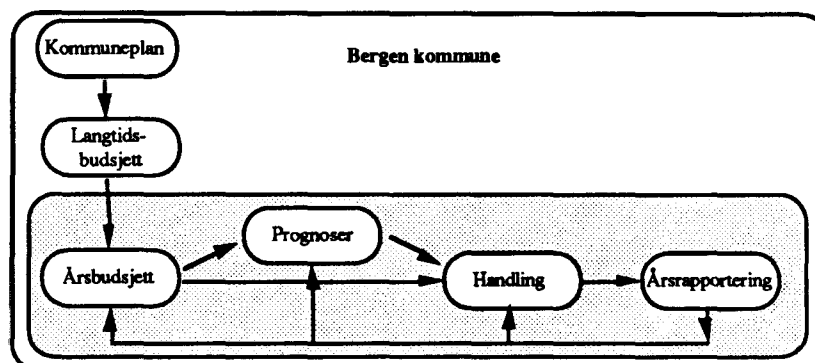 Kommuneplan
Bergen kommune
Langtids-
budsjett
Prognoser
Årsbudsjett
Handling
Årsrapportering